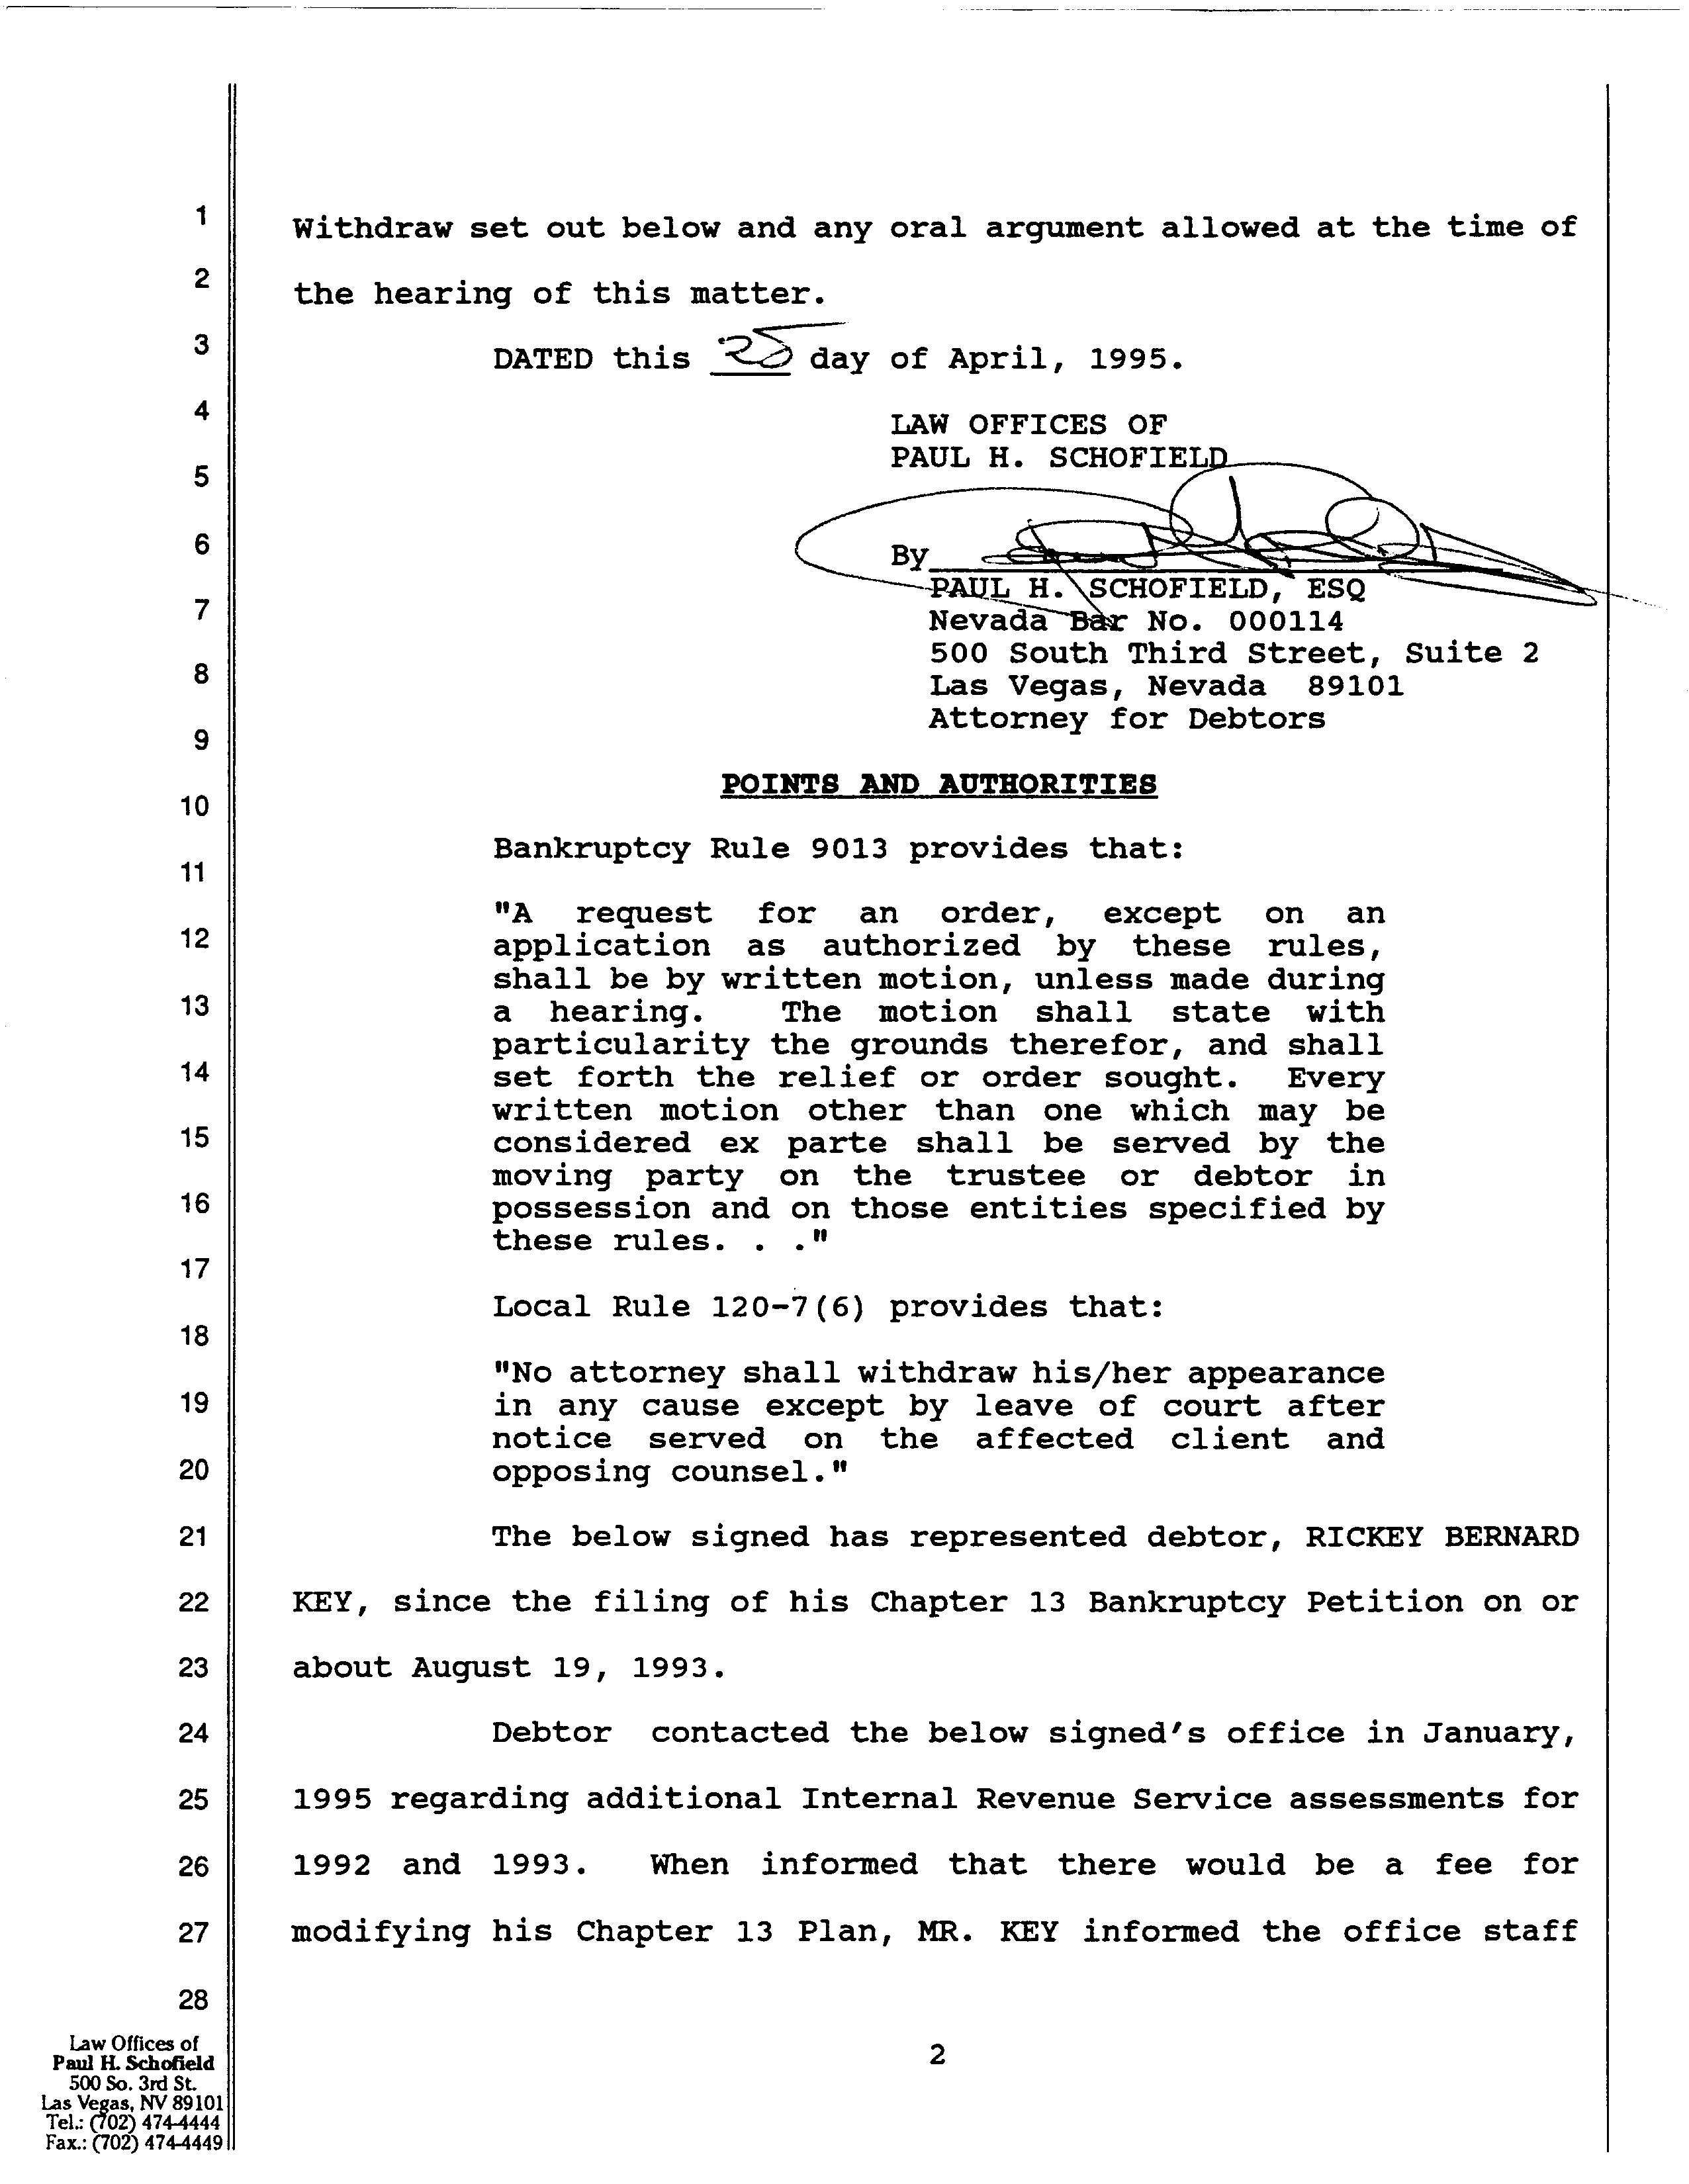 1 Withdraw set out below and any oral argument allowed at the time of
2 the hearing of this matter.
3 DATED this 25 day of April, 1995.
4 LAW OFFICES OF
PAUL H. SCHOFIELD
5
6 By
PAUL H. SCHOFIELD, ESQ
7 Nevada Bar No. 000114
500 South Third Street, Suite 2
8 Las Vegas, Nevada 89101
Attorney for Debtors
9
POINTS AND AUTHORITIES
10
Bankruptcy Rule 9013 provides that:
11
"A request for an order, except on an
12 application as authorized by these rules,
shall be by written motion, unless made during
13 a hearing. The motion shall state with
particularity the grounds therefor, and shall
14 set forth the relief or order sought. Every
written motion other than one which may be
15 considered ex parte shall be served by the
moving party on the trustee or debtor in
16 possession and on those entities specified by
these rules. . ."
17
Local Rule 120-7(6) provides that:
18
"No attorney shall withdraw his/her appearance
19 in any cause except by leave of court after
notice served on the affected client and
20 opposing counsel."
21 The below signed has represented debtor, RICKEY BERNARD
22 KEY, since the filing of his Chapter 13 Bankruptcy Petition on or
23 about August 19, 1993.
24 Debtor contacted the below signed's office in January,
25 1995 regarding additional Internal Revenue Service assessments for
26 1992 and 1993. When informed that there would be a fee for
27 modifying his Chapter 13 Plan, MR. KEY informed the office staff
28
Law Offices of
Paul H. Schofield
500 So. 3rd St.
Las Vegas, NV 89101
Tel.: (702) 474-4444
Fax.: (702) 474-4449
2